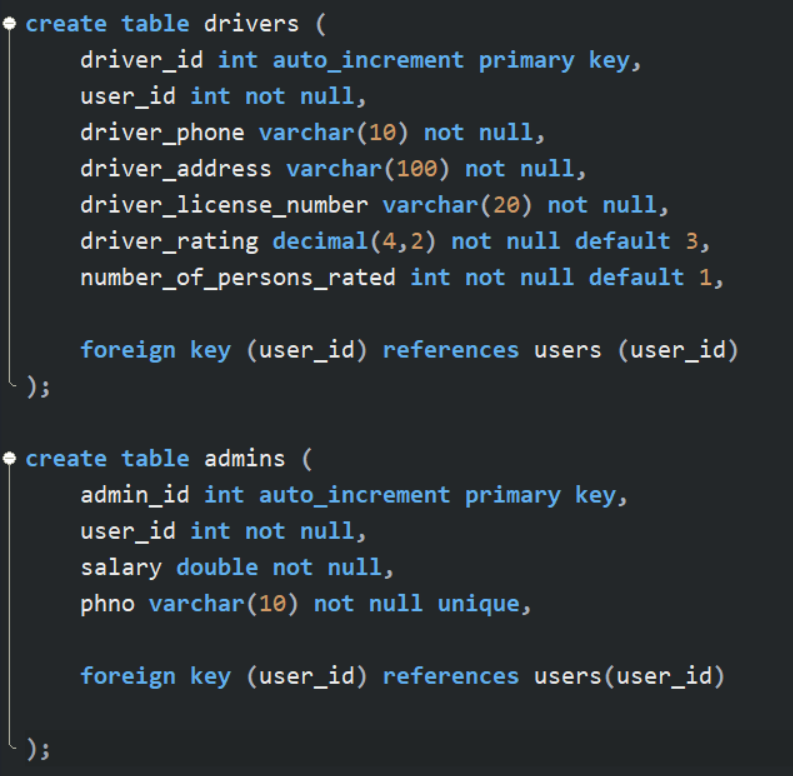 create table drivers (
    driver_id int auto_increment primary key,
    user_id int not null,
    driver_phone varchar(10) not null,
    driver_address varchar(100) not null,
    driver_license_number varchar(20) not null,
    driver_rating decimal(4,2) not null default 3,
    number_of_persons_rated int not null default 1,

    foreign key (user_id) references users (user_id)
);

create table admins (
    admin_id int auto_increment primary key,
    user_id int not null,
    salary double not null,
    phno varchar(10) not null unique,

    foreign key (user_id) references users(user_id)

);